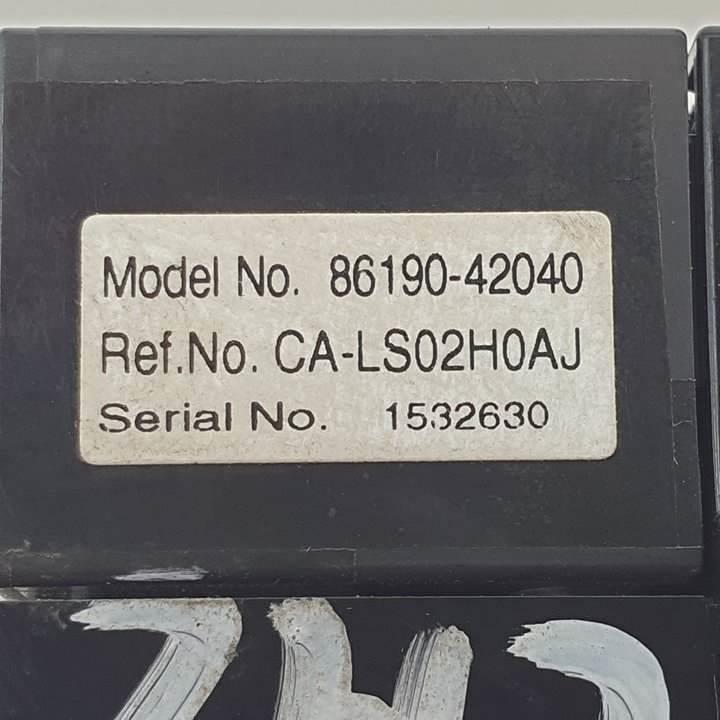 Model No. 86190-42040
Ref.No. CA-LS02H0AJ
Serial No. 1532630